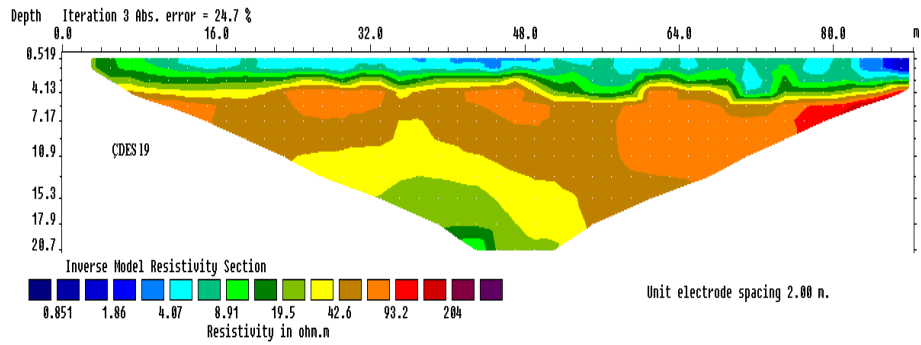 Depth Iteration 3 Abs. error = 24.7 %
0.0 16.0 32.0 48.0 64.0 80.0 m
0.519
4.13
7.17
10.9
ÇDES 19
15.3
17.9
20.7
Inverse Model Resistivity Section
0.851 1.86 4.07 8.91 19.5 42.6 93.2 204
Resistivity in ohm.m
Unit electrode spacing 2.00 m.